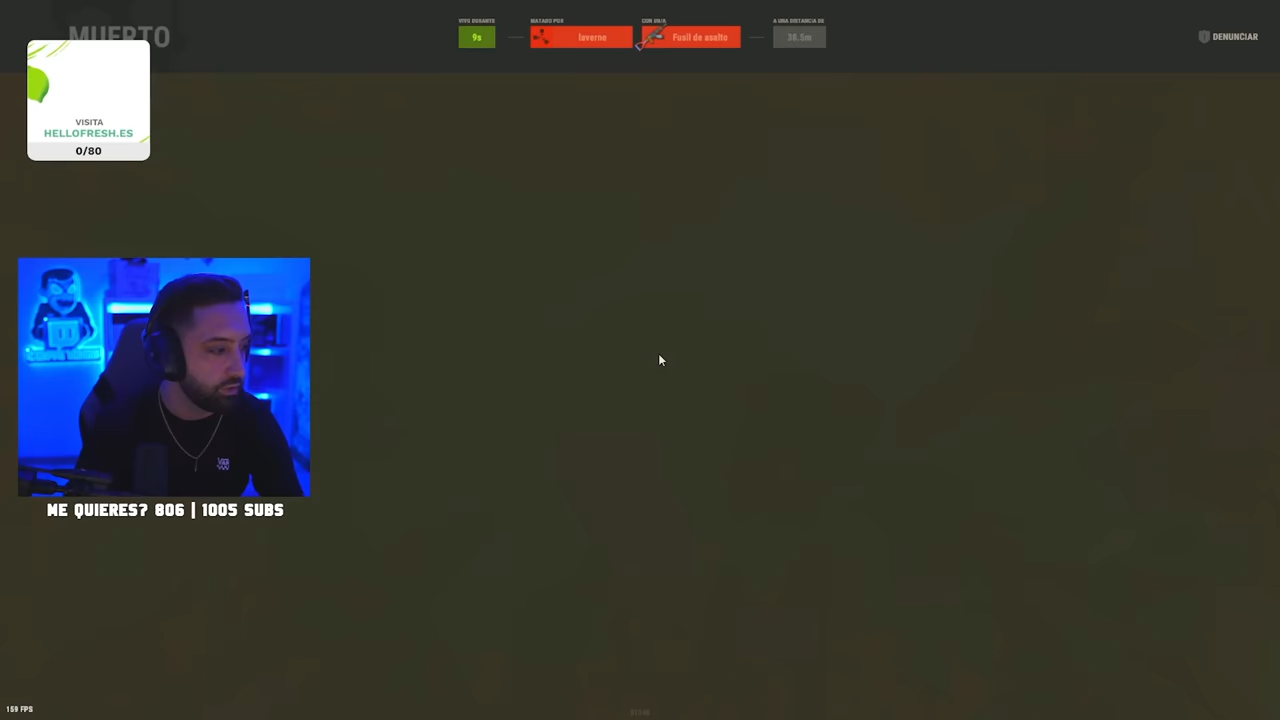 MUERTO
VIVO DURANTE
9s
MATADO POR
laverne
CON UN/A
Fusil de asalto
A UNA DISTANCIA DE
38.5m
DENUNCIAR
VISITA
HELLOFRESH.ES
0/80
ME QUIERES? 806 | 1005 SUBS
159 FPS